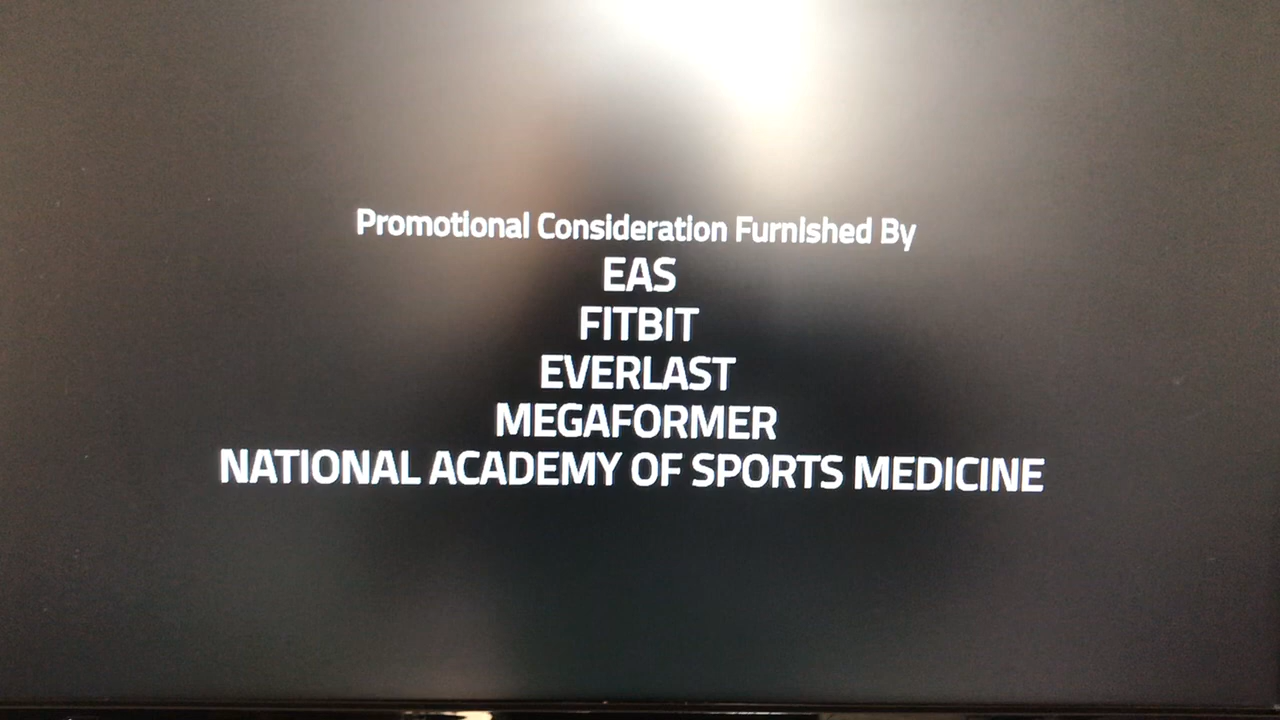 Promotional Consideration Furnished By
EAS
FITBIT
EVERLAST
MEGAFORMER
NATIONAL ACADEMY OF SPORTS MEDICINE